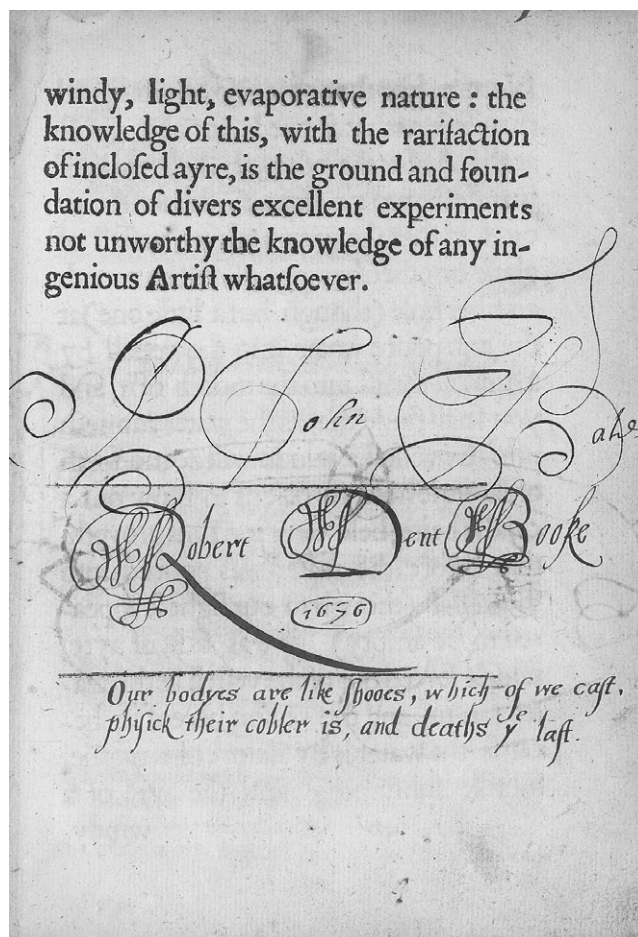 windy, light, evaporative nature : the
knowledge of this, with the rarifaction
of incloſed ayre, is the ground and foun-
dation of divers excellent experiments
not unworthy the knowledge of any in-
genious Artiſt whatſoever.
John
Robert Dent Booke
1656
Our bodyes are like ſhooes, which of we caſt,
phiſick their cobler is, and deaths yᵉ laſt.